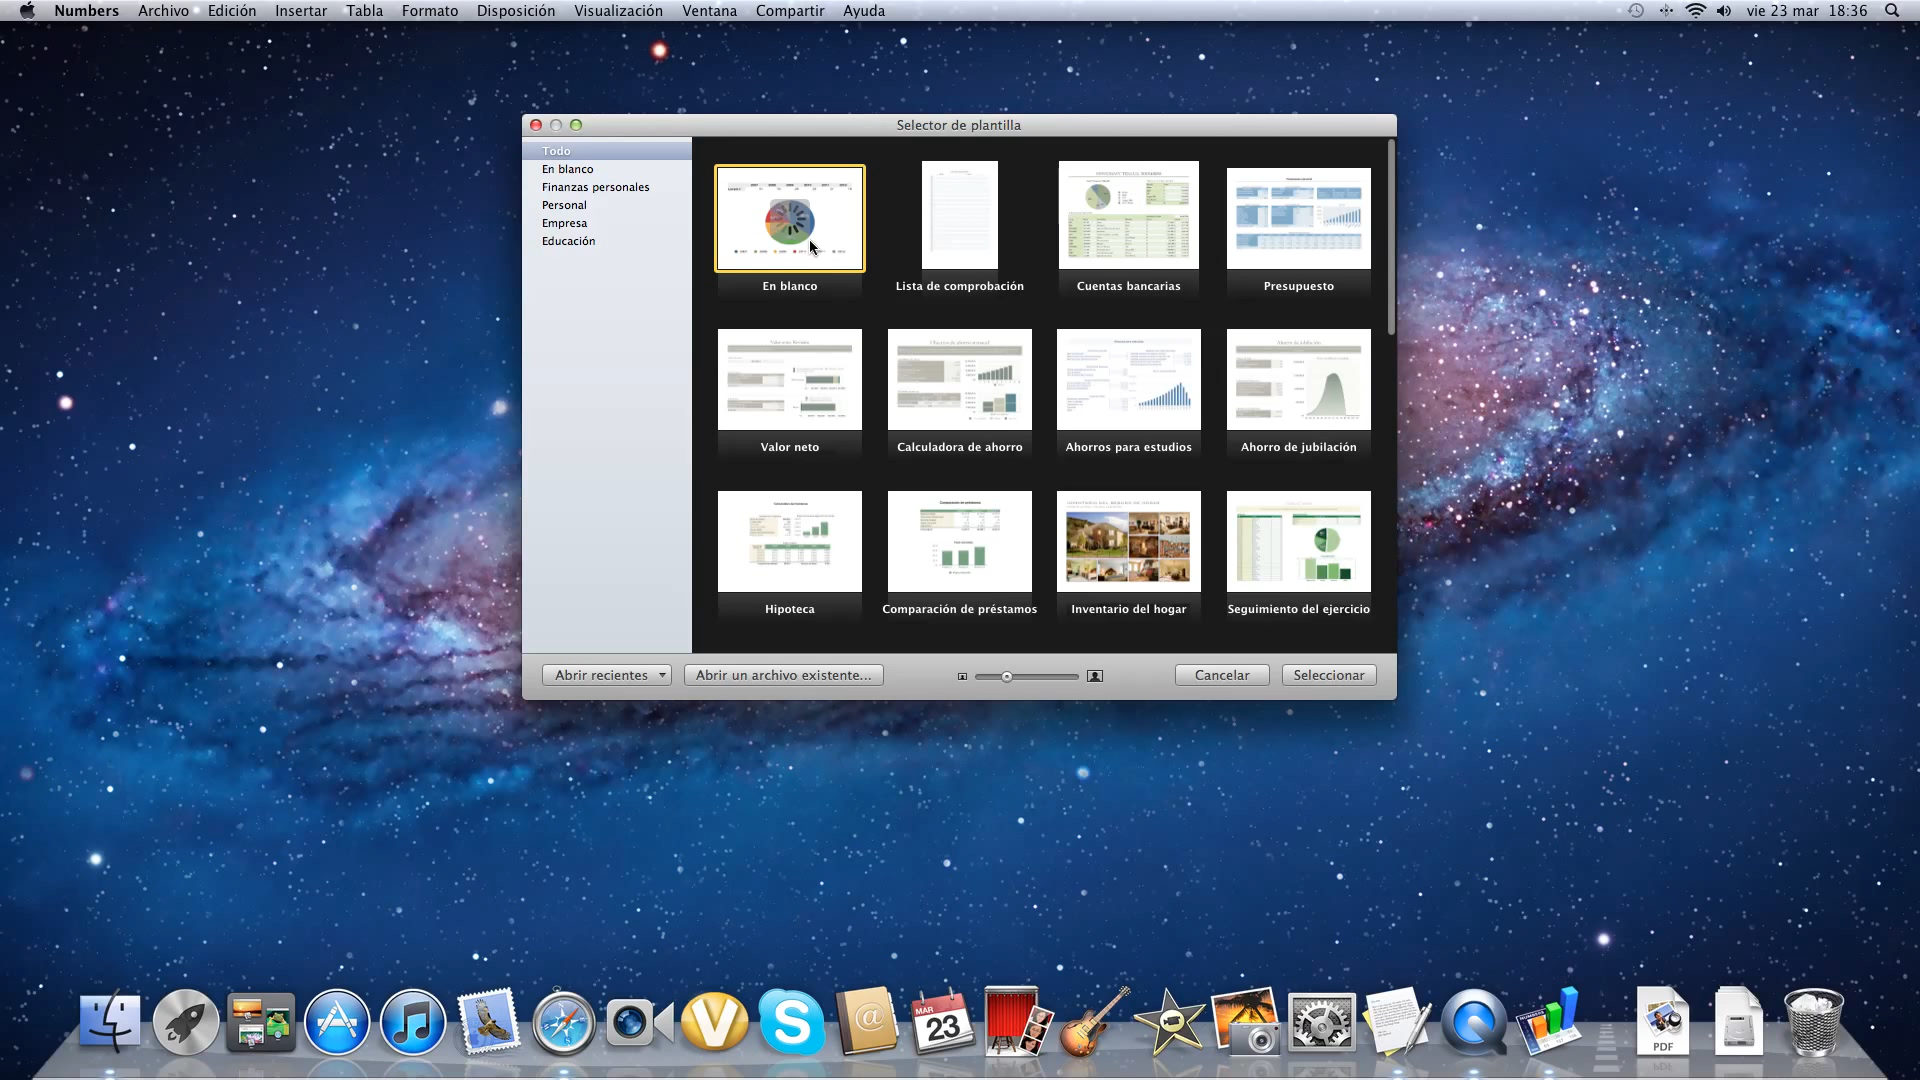 Numbers Archivo Edición Insertar Tabla Formato Disposición Visualización Ventana Compartir Ayuda vie 23 mar 18:36
Selector de plantilla
Todo
En blanco
Finanzas personales
Personal
Empresa
Educación
En blanco
Lista de comprobación
Cuentas bancarias
Presupuesto
Valor neto
Calculadora de ahorro
Ahorros para estudios
Ahorro de jubilación
Hipoteca
Comparación de préstamos
Inventario del hogar
Seguimiento del ejercicio
Abrir recientes
Abrir un archivo existente...
Cancelar
Seleccionar
MAR
23
NUMBERS
PDF